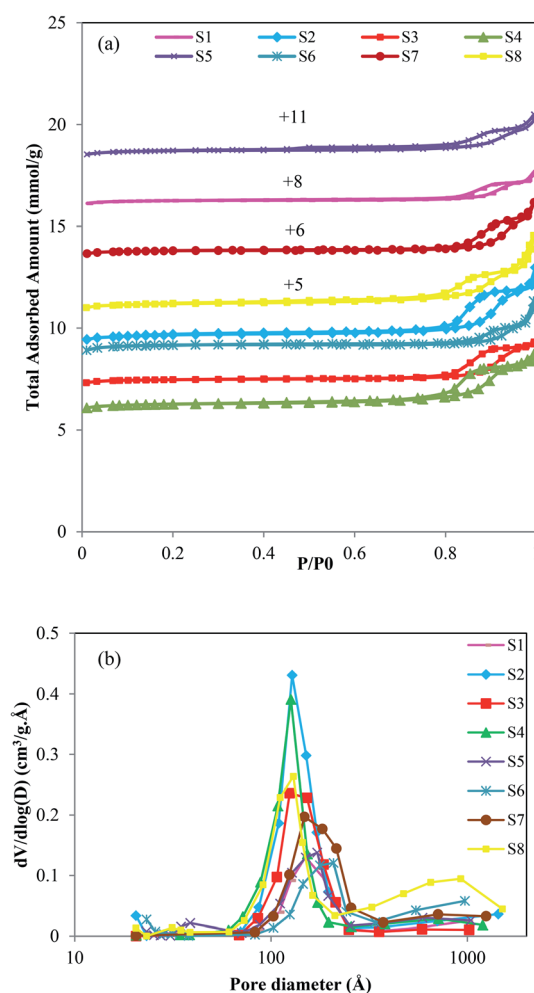 25
(a)
S1 S2 S3 S4
S5 S6 S7 S8
20
+11
+8
15
+6
+5
10
5
0
Total Adsorbed Amount (mmol/g)
0 0.2 0.4 0.6 0.8
P/P0
0.5
(b)
S1
S2
S3
S4
S5
S6
S7
S8
0.4
0.3
0.2
0.1
0
dV/dlog(D) (cm³/g.Å)
10 100 1000
Pore diameter (Å)